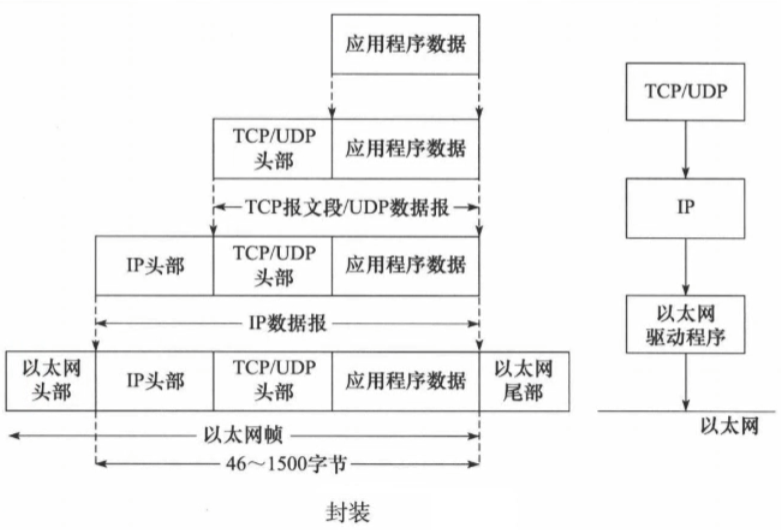 应用程序数据
TCP/UDP
头部
应用程序数据
TCP报文段/UDP数据报
IP头部
TCP/UDP
头部
应用程序数据
IP数据报
以太网
头部
IP头部
TCP/UDP
头部
应用程序数据
以太网
尾部
以太网帧
46～1500字节
TCP/UDP
IP
以太网
驱动程序
以太网
封装